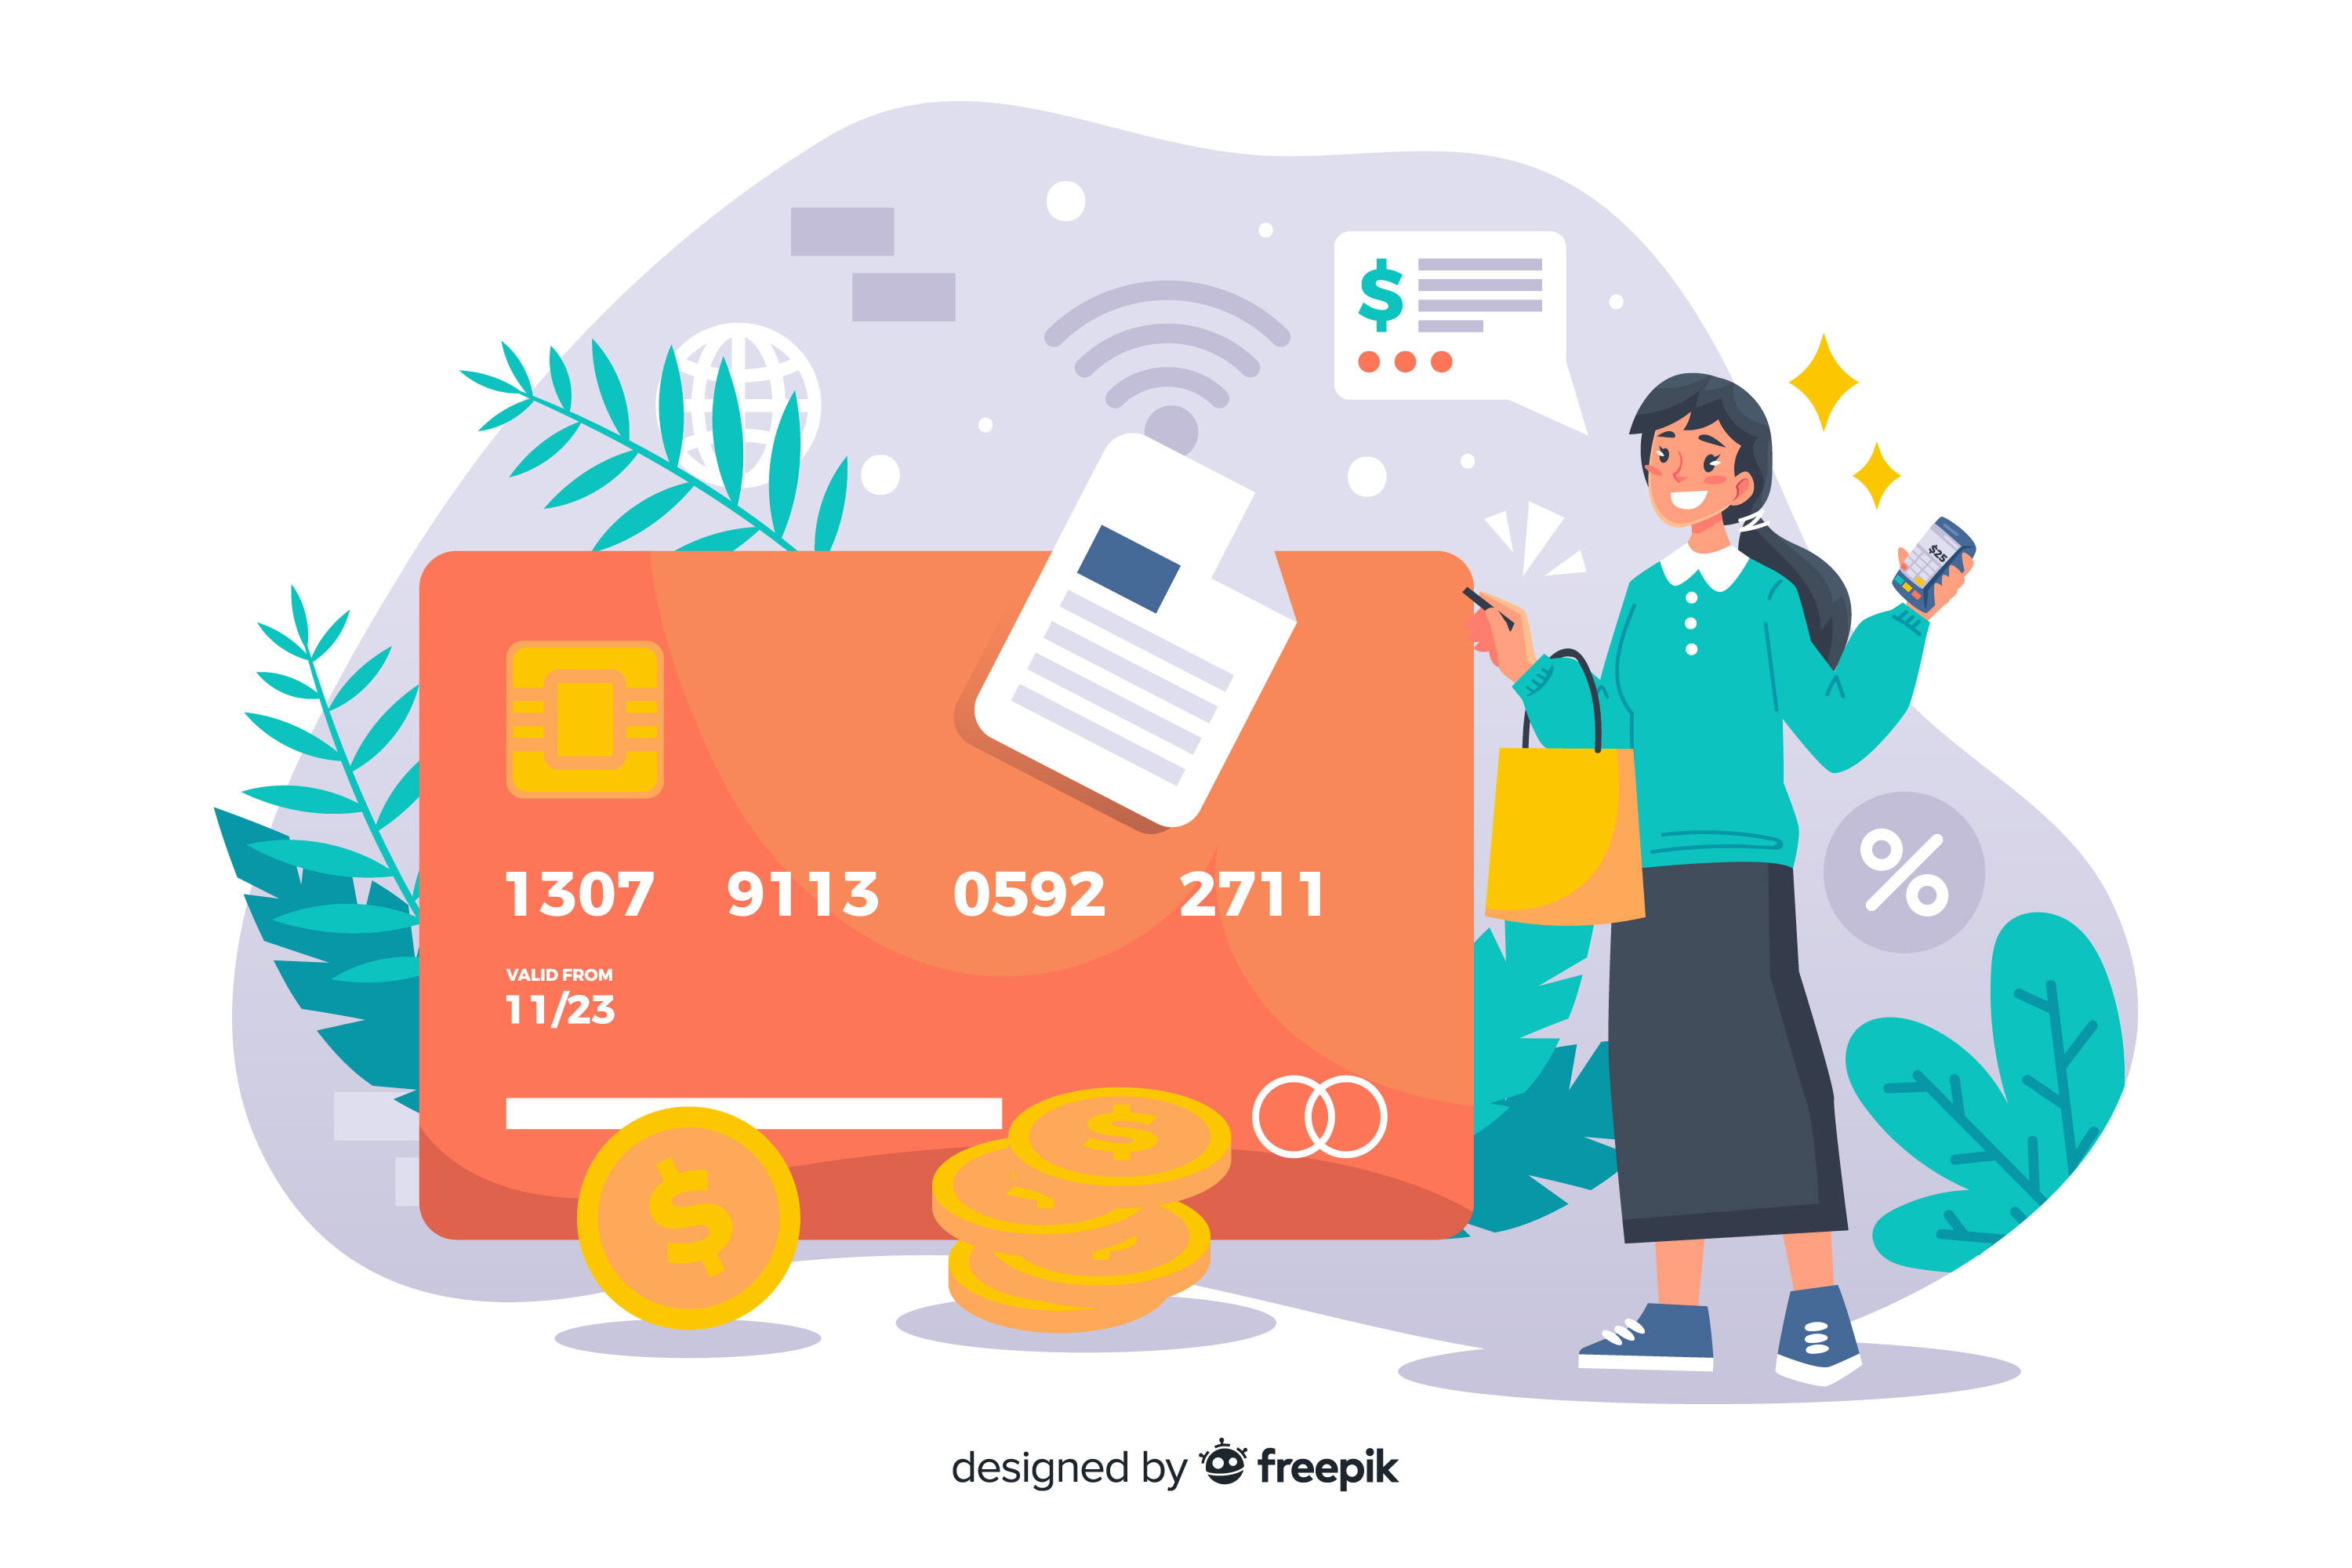 $
$25
1307 9113 0592 2711
VALID FROM
11/23
%
$
$
designed by freepik